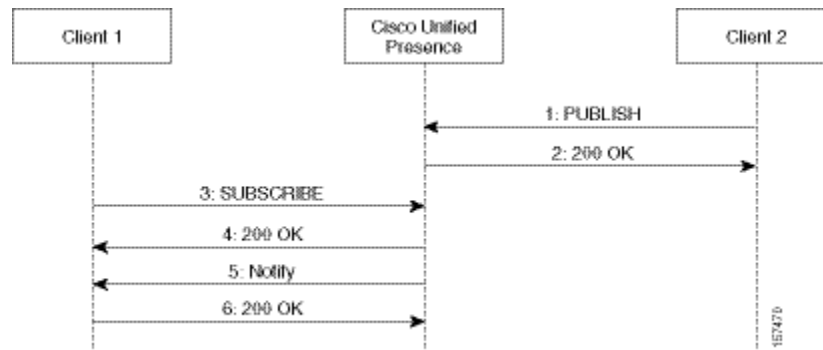 Client 1
Cisco Unified
Presence
Client 2
1: PUBLISH
2: 200 OK
3: SUBSCRIBE
4: 200 OK
5: Notify
6: 200 OK
157470